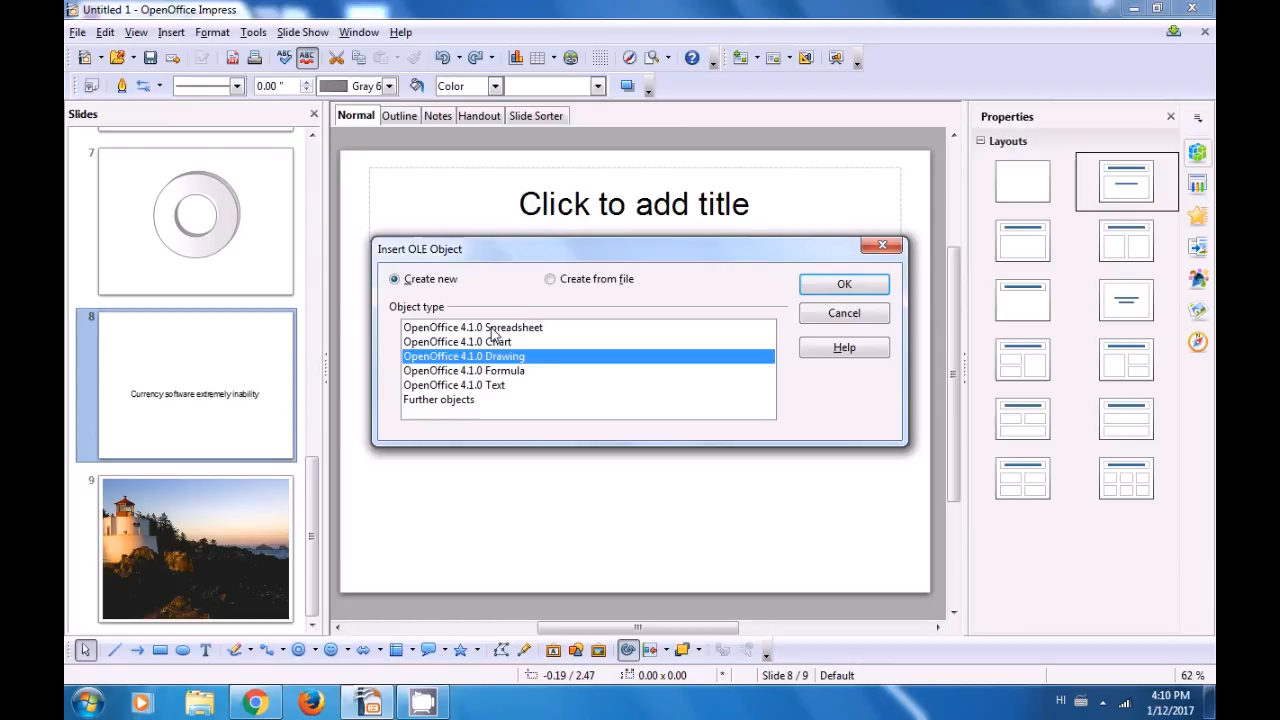 Untitled 1 - OpenOffice Impress
File Edit View Insert Format Tools Slide Show Window Help
0.00 " Gray 6 Color
Slides
Normal Outline Notes Handout Slide Sorter
Properties
Layouts
7
Click to add title
Insert OLE Object
Create new Create from file OK
Object type
Cancel
OpenOffice 4.1.0 Spreadsheet
OpenOffice 4.1.0 Chart
Help
OpenOffice 4.1.0 Drawing
OpenOffice 4.1.0 Formula
OpenOffice 4.1.0 Text
Further objects
8
Currency software extremely inability
9
-0.19 / 2.47 0.00 x 0.00 * Slide 8 / 9 Default 62 %
HI 4:10 PM
1/12/2017